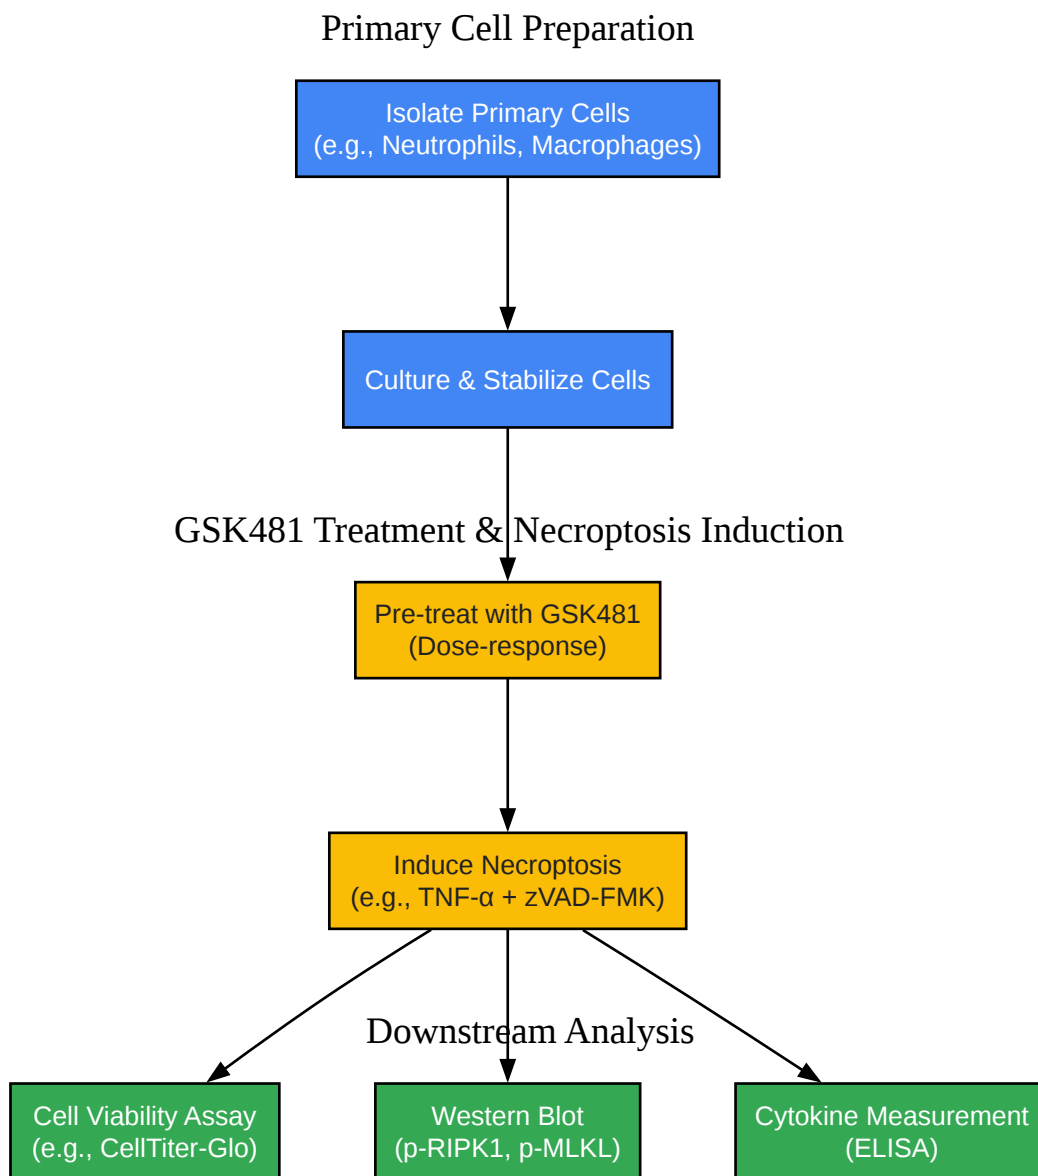 Primary Cell Preparation
Isolate Primary Cells
(e.g., Neutrophils, Macrophages)
Culture & Stabilize Cells
GSK481 Treatment & Necroptosis Induction
Pre-treat with GSK481
(Dose-response)
Induce Necroptosis
(e.g., TNF-α + zVAD-FMK)
Downstream Analysis
Cell Viability Assay
(e.g., CellTiter-Glo)
Western Blot
(p-RIPK1, p-MLKL)
Cytokine Measurement
(ELISA)